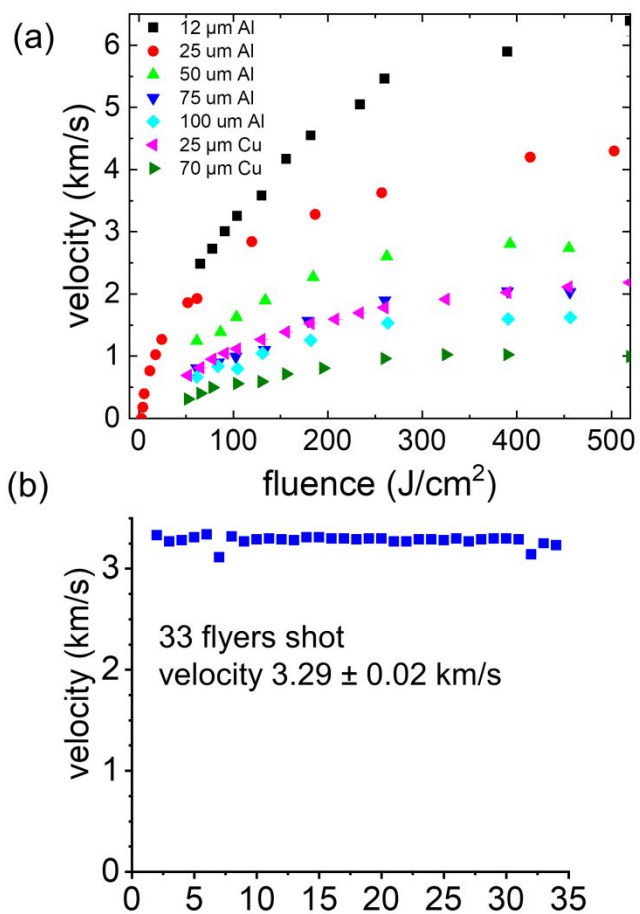 (a)
12 µm Al
25 um Al
50 um Al
75 um Al
100 um Al
25 µm Cu
70 µm Cu
velocity (km/s)
6
5
4
3
2
1
0
0 100 200 300 400 500
fluence (J/cm²)
(b)
velocity (km/s)
3
2
1
0
33 flyers shot
velocity 3.29 ± 0.02 km/s
0 5 10 15 20 25 30 35